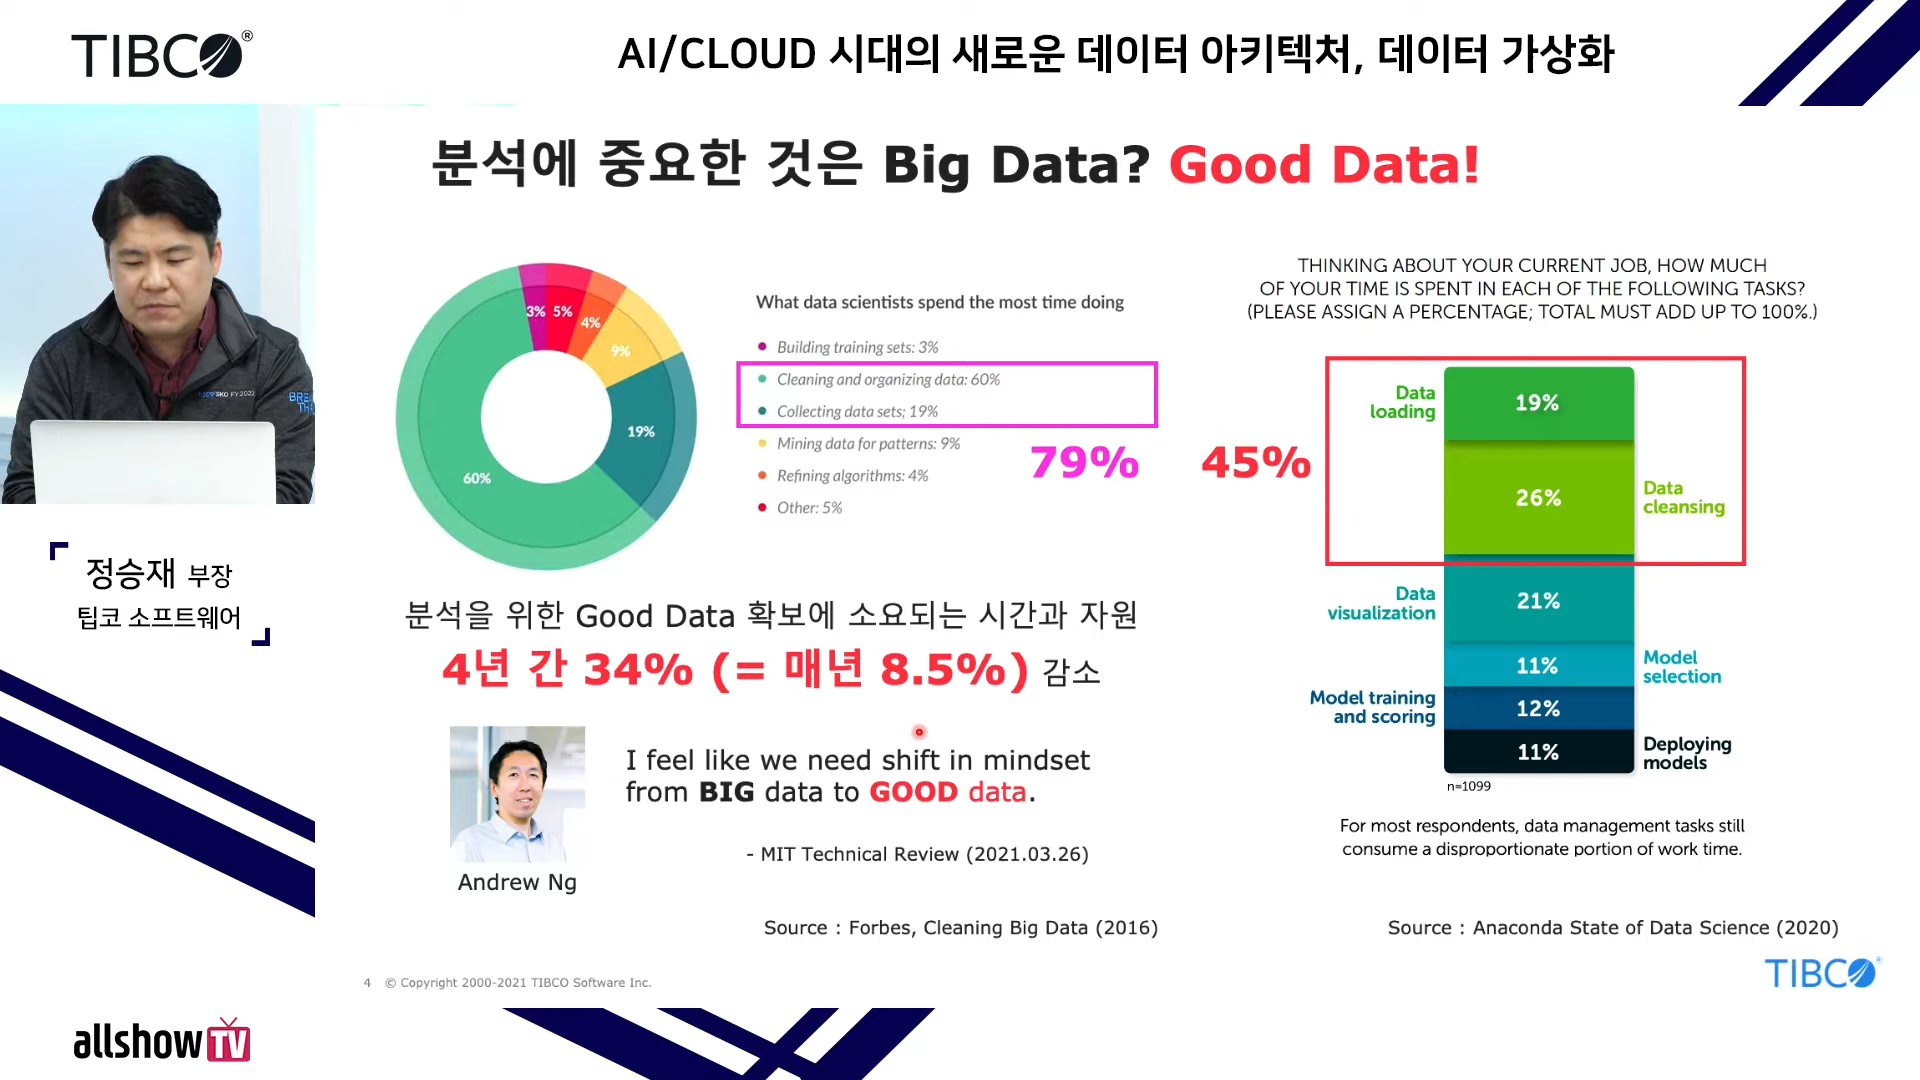 TIBCO®
AI/CLOUD 시대의 새로운 데이터 아키텍처, 데이터 가상화
분석에 중요한 것은 Big Data? Good Data!
3%
5%
4%
9%
19%
60%
What data scientists spend the most time doing
Building training sets: 3%
Cleaning and organizing data: 60%
Collecting data sets; 19%
Mining data for patterns: 9%
Refining algorithms: 4%
Other: 5%
79%
45%
THINKING ABOUT YOUR CURRENT JOB, HOW MUCH
OF YOUR TIME IS SPENT IN EACH OF THE FOLLOWING TASKS?
(PLEASE ASSIGN A PERCENTAGE; TOTAL MUST ADD UP TO 100%.)
Data
loading
19%
26%
Data
cleansing
Data
visualization
21%
11%
Model
selection
Model training
and scoring
12%
11%
Deploying
models
n=1099
For most respondents, data management tasks still
consume a disproportionate portion of work time.
정승재 부장
팁코 소프트웨어
분석을 위한 Good Data 확보에 소요되는 시간과 자원
4년 간 34% (= 매년 8.5%) 감소
I feel like we need shift in mindset
from BIG data to GOOD data.
- MIT Technical Review (2021.03.26)
Andrew Ng
Source : Forbes, Cleaning Big Data (2016)
Source : Anaconda State of Data Science (2020)
4 © Copyright 2000-2021 TIBCO Software Inc.
TIBCO®
allshowTV